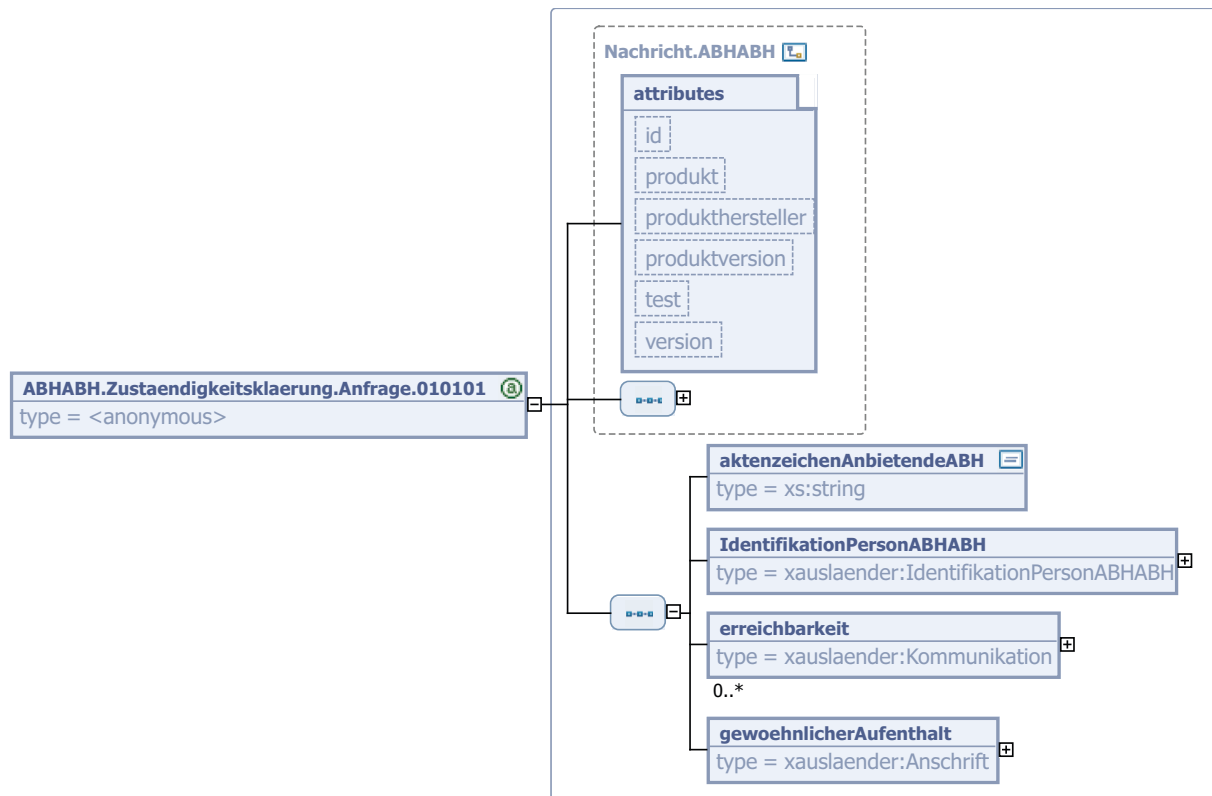 Nachricht.ABHABH
attributes
id
produkt
produkthersteller
produktversion
test
version
ABHABH.Zustaendigkeitsklaerung.Anfrage.010101 a
type = <anonymous>
aktenzeichenAnbietendeABH
type = xs:string
IdentifikationPersonABHABH
type = xauslaender:IdentifikationPersonABHABH
erreichbarkeit
type = xauslaender:Kommunikation
0..*
gewoehnlicherAufenthalt
type = xauslaender:Anschrift